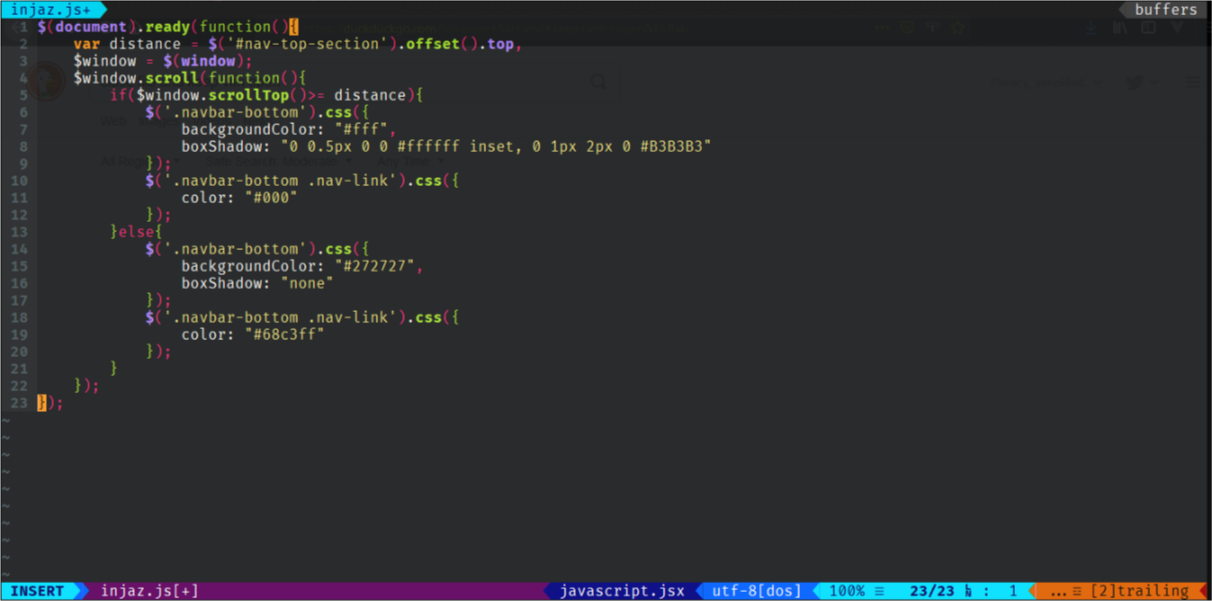 injaz.js+ buffers
1 $(document).ready(function(){
2     var distance = $('#nav-top-section').offset().top,
3     $window = $(window);
4     $window.scroll(function(){
5         if($window.scrollTop()>= distance){
6             $('.navbar-bottom').css({
7                 backgroundColor: "#fff",
8                 boxShadow: "0 0.5px 0 0 #ffffff inset, 0 1px 2px 0 #B3B3B3"
9             });
10             $('.navbar-bottom .nav-link').css({
11                 color: "#000"
12             });
13         }else{
14             $('.navbar-bottom').css({
15                 backgroundColor: "#272727",
16                 boxShadow: "none"
17             });
18             $('.navbar-bottom .nav-link').css({
19                 color: "#68c3ff"
20             });
21         }
22     });
23 });
~
~
~
~
~
~
~
~
~
~
INSERT injaz.js[+] javascript.jsx utf-8[dos] 100% ≡ 23/23 : 1 ...≡ [2]trailing